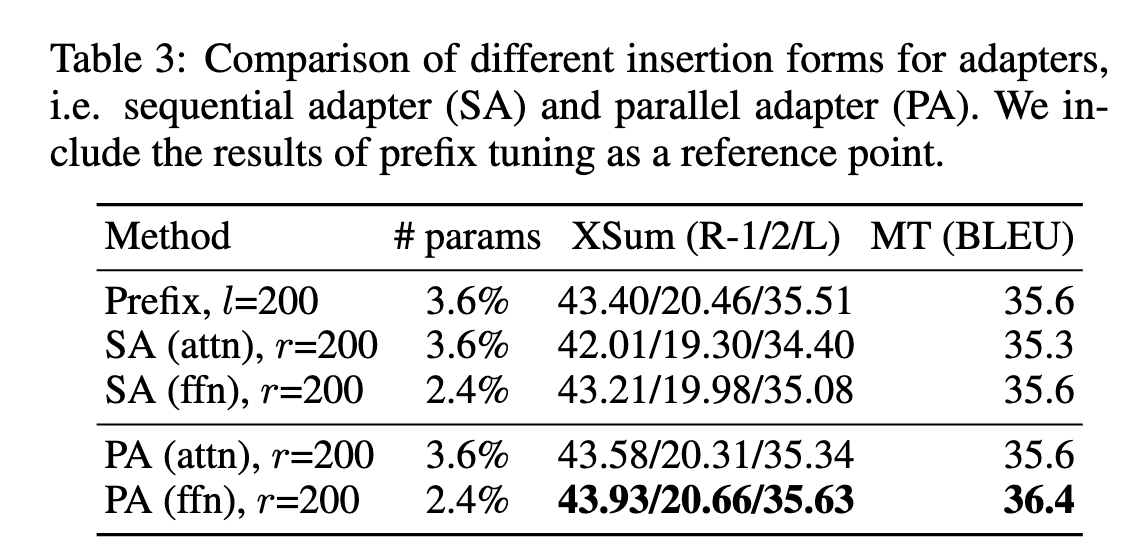 Table 3: Comparison of different insertion forms for adapters,
i.e. sequential adapter (SA) and parallel adapter (PA). We in-
clude the results of prefix tuning as a reference point.
Method # params XSum (R-1/2/L) MT (BLEU)
Prefix, l=200 3.6% 43.40/20.46/35.51 35.6
SA (attn), r=200 3.6% 42.01/19.30/34.40 35.3
SA (ffn), r=200 2.4% 43.21/19.98/35.08 35.6
PA (attn), r=200 3.6% 43.58/20.31/35.34 35.6
PA (ffn), r=200 2.4% 43.93/20.66/35.63 36.4